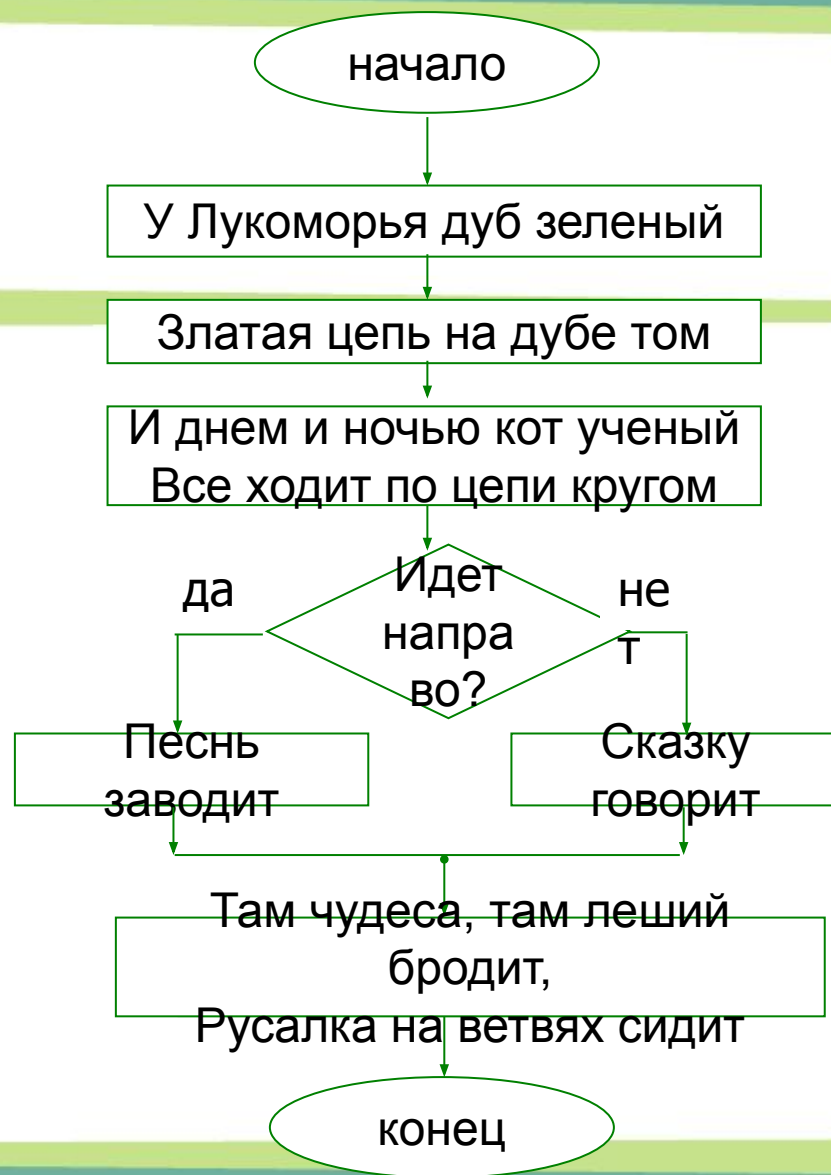 начало
У Лукоморья дуб зеленый
Златая цепь на дубе том
И днем и ночью кот ученый
Все ходит по цепи кругом
да
Идет
напра
во?
не
т
Песнь
заводит
Сказку
говорит
Там чудеса, там леший
бродит,
Русалка на ветвях сидит
конец